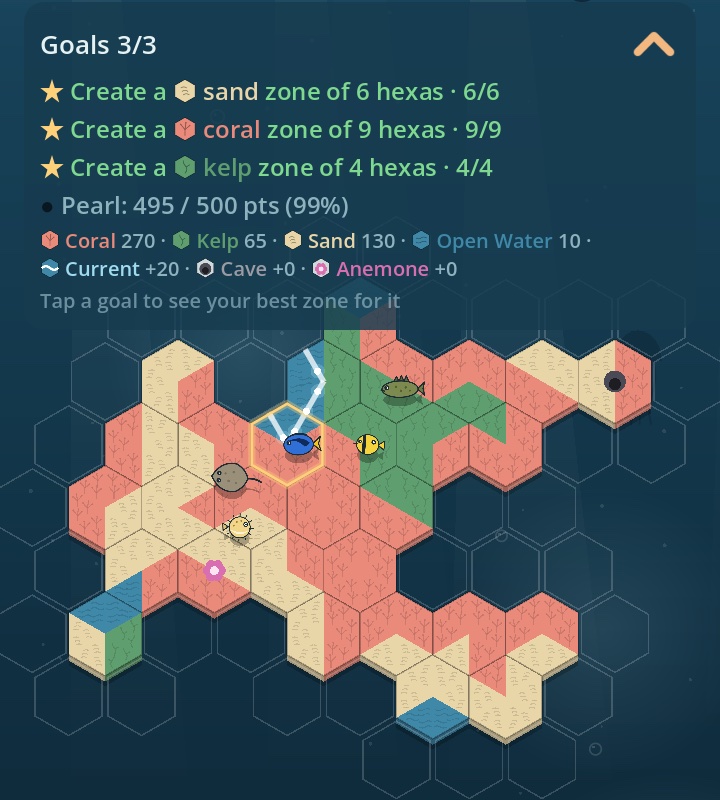 Goals 3/3
Create a sand zone of 6 hexas · 6/6
Create a coral zone of 9 hexas · 9/9
Create a kelp zone of 4 hexas · 4/4
Pearl: 495 / 500 pts (99%)
Coral 270 · Kelp 65 · Sand 130 · Open Water 10 ·
Current +20 · Cave +0 · Anemone +0
Tap a goal to see your best zone for it